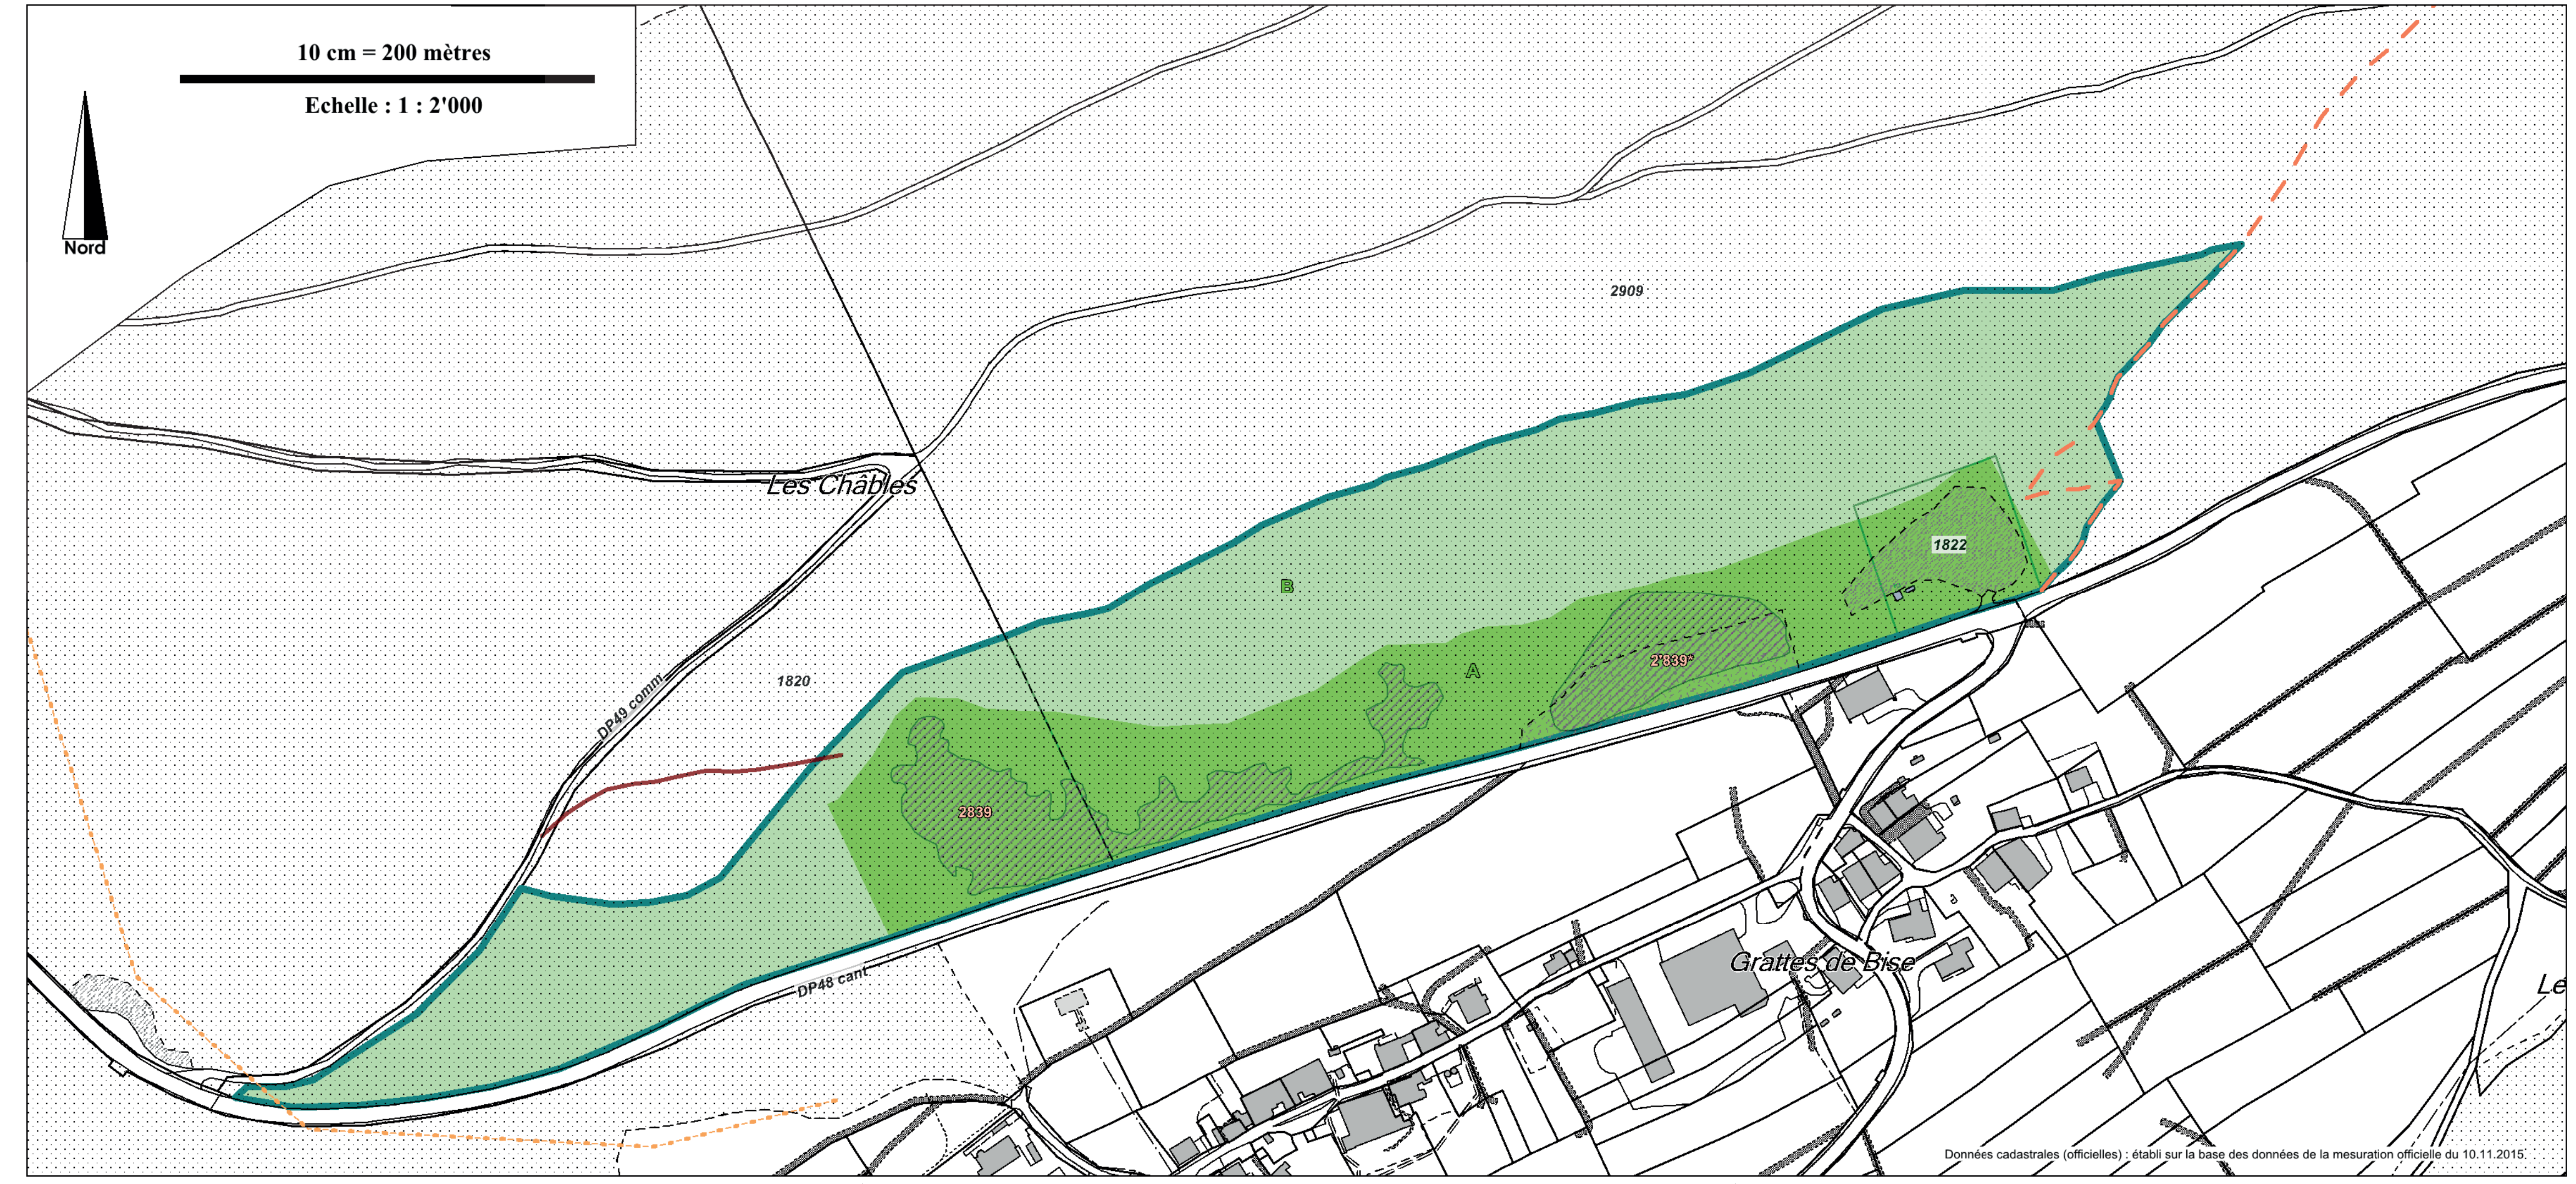 10 cm = 200 mètres
Echelle : 1 : 2'000
Nord
2909
Les Châbles
1822
B
2'839*
A
1820
DP49 comm
2839
Grattes de Bise
DP48 cant
Le
Données cadastrales (officielles) : établi sur la base des données de la mesuration officielle du 10.11.2015.